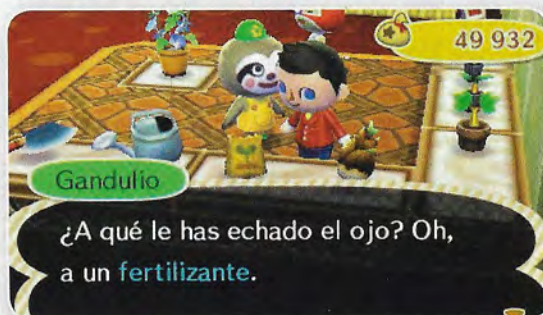 49 932
Gandulio
¿A qué le has echado el ojo? Oh,
a un fertilizante.